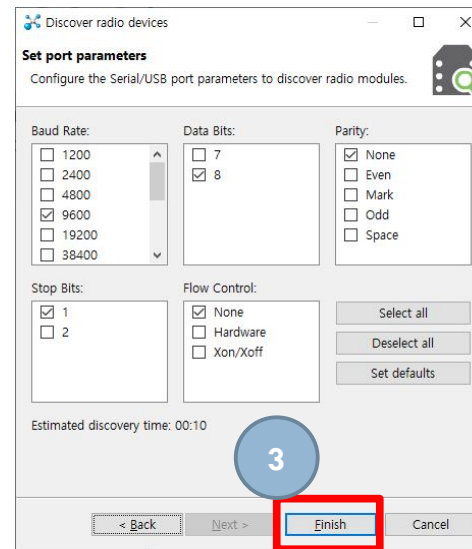 Discover radio devices
Set port parameters
Configure the Serial/USB port parameters to discover radio modules.
Baud Rate:
1200
2400
4800
9600
19200
38400
Data Bits:
7
8
Parity:
None
Even
Mark
Odd
Space
Stop Bits:
1
2
Flow Control:
None
Hardware
Xon/Xoff
Select all
Deselect all
Set defaults
Estimated discovery time: 00:10
3
< Back
Next >
Finish
Cancel